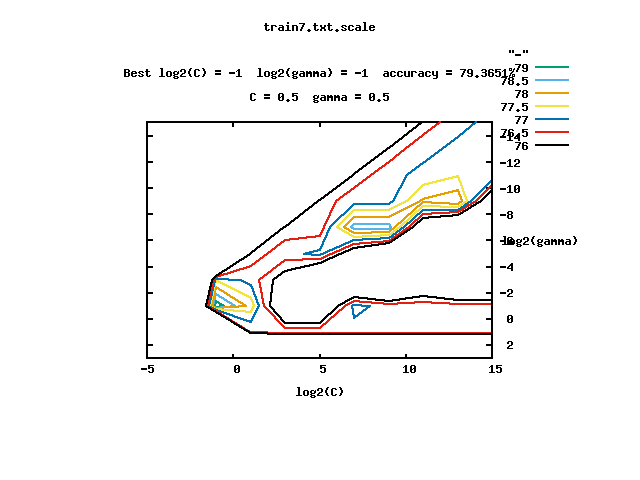 train7.txt.scale
"-"
Best log2(C) = -1  log2(gamma) = -1  accuracy = 79.3651%
79
78.5
78
77.5
77
76.5
76
C = 0.5  gamma = 0.5
-14
-12
-10
-8
-6
log2(gamma)
-4
-2
0
2
-5 0 5 10 15
log2(C)